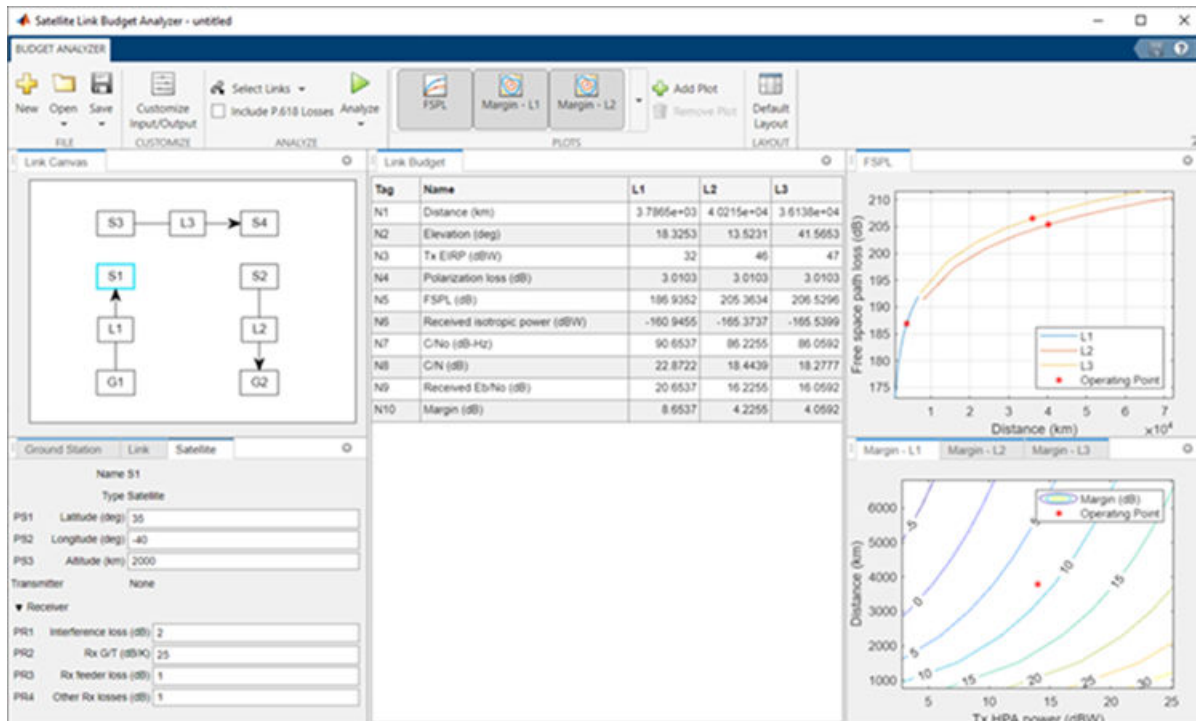 Satellite Link Budget Analyzer - untitled
BUDGET ANALYZER
New
Open
Save
Customize
Input/Output
Select Links
Include P.618 Losses
Analyze
FSPL
Margin - L1
Margin - L2
Add Plot
Remove Plot
Default
Layout
FILE
CUSTOMIZE
ANALYZE
PLOTS
LAYOUT
Link Canvas
S3 L3 S4
S1 S2
L1 L2
G1 G2
Ground Station Link Satellite
Name S1
Type Satellite
PS1 Latitude (deg) 35
PS2 Longitude (deg) -40
PS3 Altitude (km) 2000
Transmitter None
Receiver
PR1 Interference loss (dB) 2
PR2 Rx G/T (dB/K) 25
PR3 Rx feeder loss (dB) 1
PR4 Other Rx losses (dB) 1
Link Budget
Tag Name L1 L2 L3
N1 Distance (km) 3.7865e+03 4.0215e+04 3.6138e+04
N2 Elevation (deg) 18.3253 13.5231 41.5653
N3 Tx EIRP (dBW) 32 46 47
N4 Polarization loss (dB) 3.0103 3.0103 3.0103
N5 FSPL (dB) 186.9352 205.3634 206.5296
N6 Received isotropic power (dBW) -160.9455 -165.3737 -165.5399
N7 C/No (dB-Hz) 90.6537 86.2255 86.0592
N8 C/N (dB) 22.8722 18.4439 18.2777
N9 Received Eb/No (dB) 20.6537 16.2255 16.0592
N10 Margin (dB) 8.6537 4.2255 4.0592
FSPL
Free space path loss (dB)
210
205
200
195
190
185
180
175
L1
L2
L3
Operating Point
1 2 3 4 5 6 7
×10⁴
Distance (km)
Margin - L1 Margin - L2 Margin - L3
Distance (km)
6000
5000
4000
3000
2000
1000
Margin (dB)
Operating Point
-5
0
5
5
10
10
15
15
20
25
30
5 10 15 20 25
Tx HPA power (dBW)